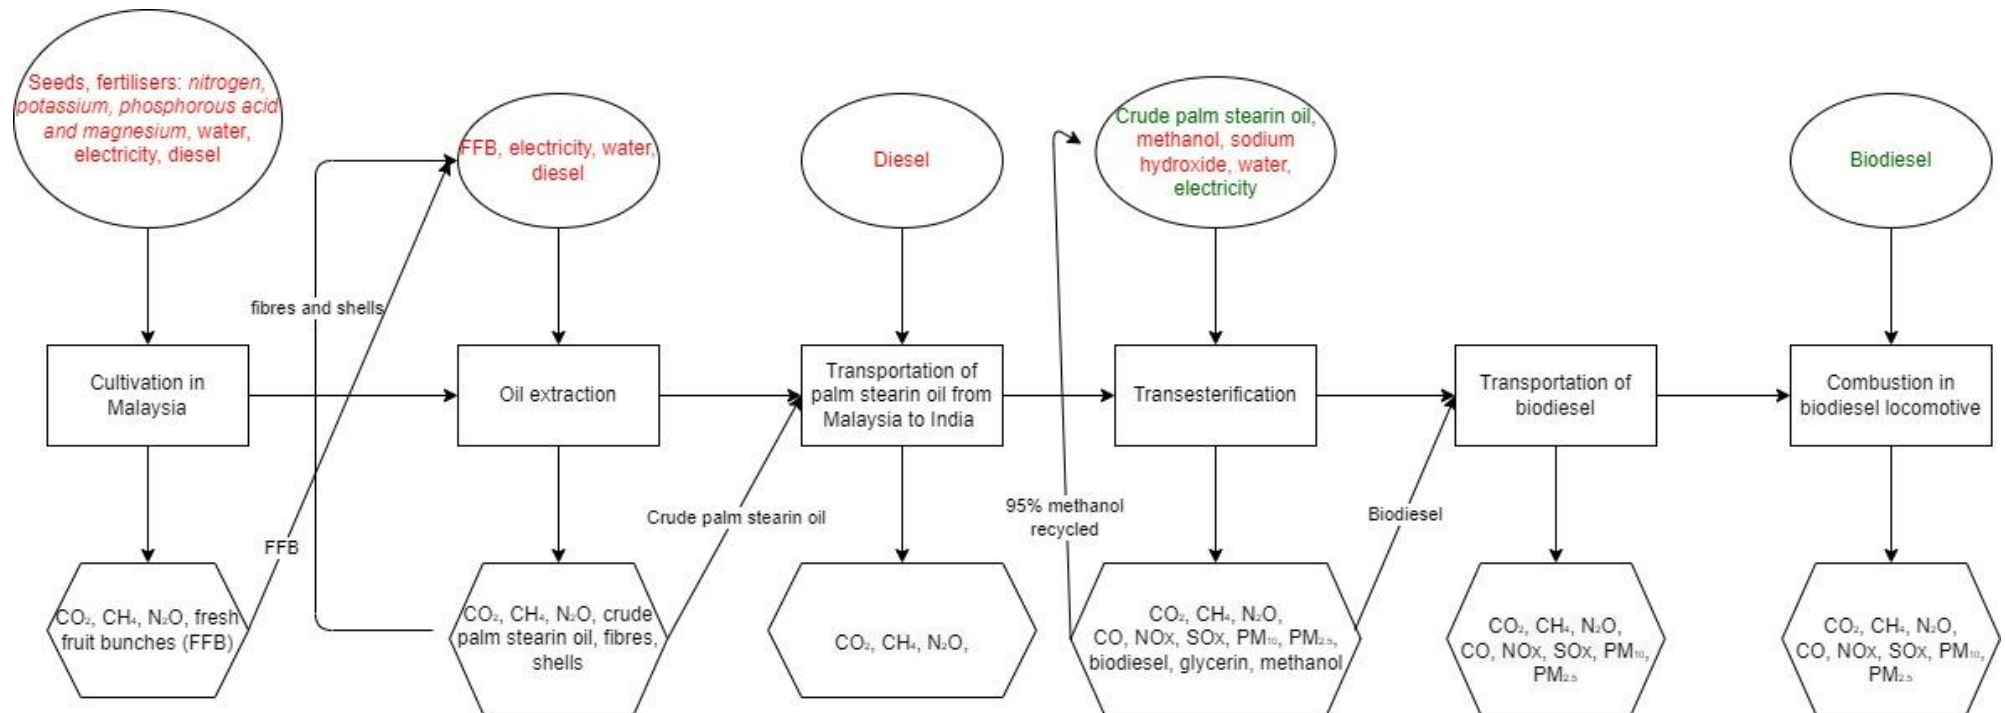 Seeds, fertilisers: nitrogen,
potassium, phosphorous acid
and magnesium, water,
electricity, diesel
FFB, electricity, water,
diesel
Diesel
Crude palm stearin oil,
methanol, sodium
hydroxide, water,
electricity
Biodiesel
fibres and shells
Cultivation in
Malaysia
Oil extraction
Transportation of
palm stearin oil from
Malaysia to India
Transesterification
Transportation of
biodiesel
Combustion in
biodiesel locomotive
FFB
Crude palm stearin oil
95% methanol
recycled
Biodiesel
CO₂, CH₄, N₂O, fresh
fruit bunches (FFB)
CO₂, CH₄, N₂O, crude
palm stearin oil, fibres,
shells
CO₂, CH₄, N₂O,
CO₂, CH₄, N₂O,
CO, NOx, SOx, PM₁₀, PM₂.₅,
biodiesel, glycerin, methanol
CO₂, CH₄, N₂O,
CO, NOx, SOx, PM₁₀,
PM₂.₅
CO₂, CH₄, N₂O,
CO, NOx, SOx, PM₁₀,
PM₂.₅